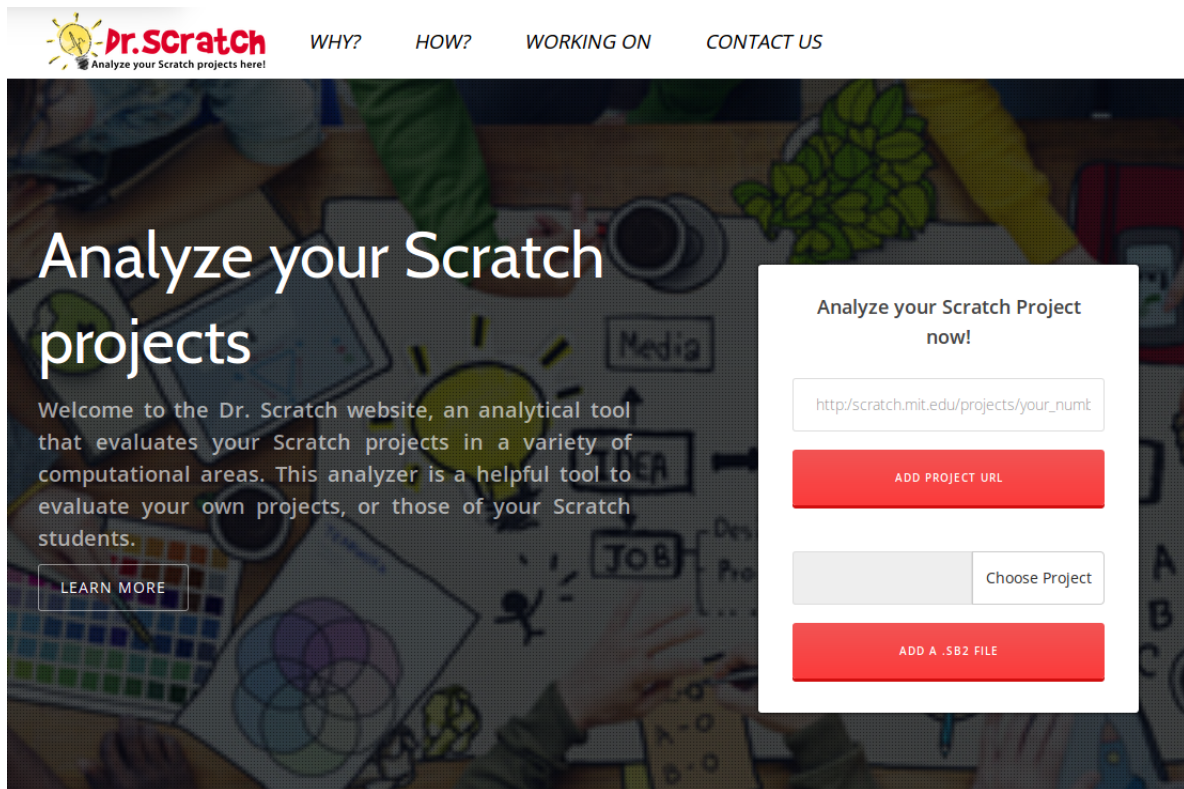 Dr.Scratch
Analyze your Scratch projects here!
WHY?
HOW?
WORKING ON
CONTACT US
Analyze your Scratch
projects
Welcome to the Dr. Scratch website, an analytical tool
that evaluates your Scratch projects in a variety of
computational areas. This analyzer is a helpful tool to
evaluate your own projects, or those of your Scratch
students.
LEARN MORE
Analyze your Scratch Project
now!
http:/scratch.mit.edu/projects/your_numb
ADD PROJECT URL
Choose Project
ADD A .SB2 FILE
Media
IDEA
JOB
A
B
C
A-O
B-O